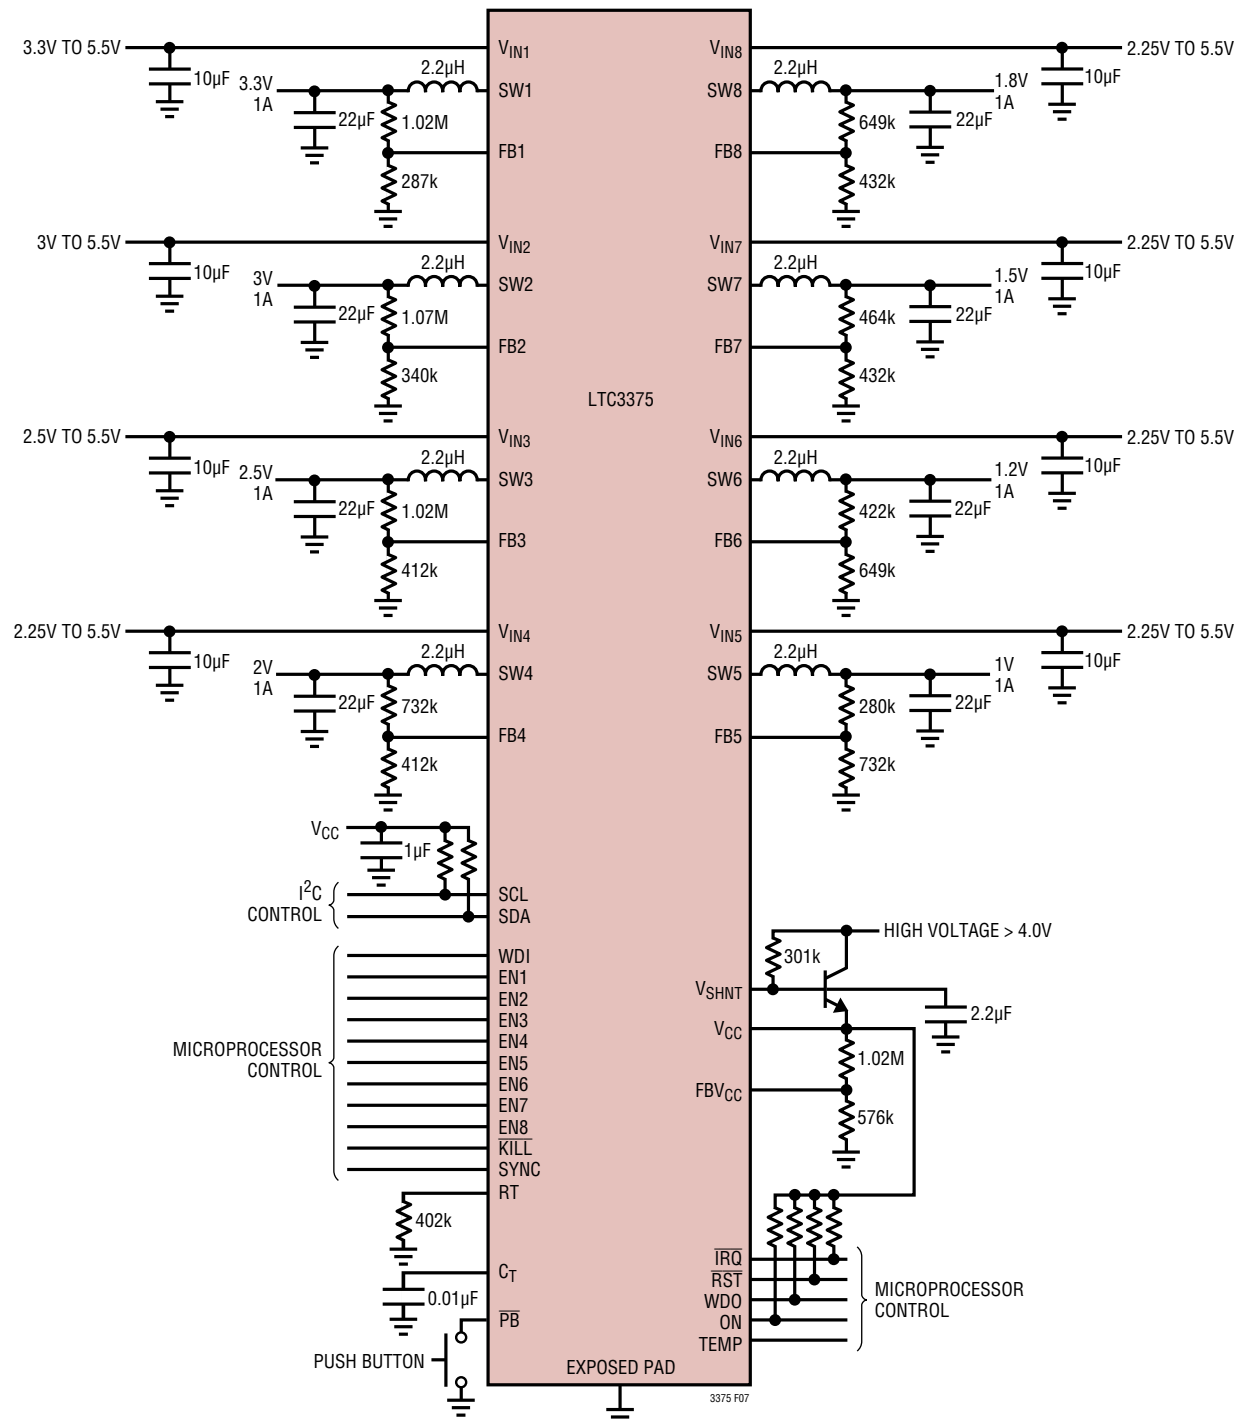 3.3V TO 5.5V
VIN1
VIN8
2.25V TO 5.5V
10µF
3.3V
1A
2.2µH
SW1
SW8
2.2µH
1.8V
1A
10µF
22µF
1.02M
649k
22µF
FB1
FB8
287k
432k
3V TO 5.5V
VIN2
VIN7
2.25V TO 5.5V
10µF
3V
1A
2.2µH
SW2
SW7
2.2µH
1.5V
1A
10µF
22µF
1.07M
464k
22µF
FB2
FB7
340k
432k
LTC3375
2.5V TO 5.5V
VIN3
VIN6
2.25V TO 5.5V
10µF
2.5V
1A
2.2µH
SW3
SW6
2.2µH
1.2V
1A
10µF
22µF
1.02M
422k
22µF
FB3
FB6
412k
649k
2.25V TO 5.5V
VIN4
VIN5
2.25V TO 5.5V
10µF
2V
1A
2.2µH
SW4
SW5
2.2µH
1V
1A
10µF
22µF
732k
280k
22µF
FB4
FB5
412k
732k
VCC
1µF
I2C
CONTROL
SCL
SDA
MICROPROCESSOR
CONTROL
WDI
EN1
EN2
EN3
EN4
EN5
EN6
EN7
EN8
KILL
SYNC
RT
402k
CT
0.01µF
PB
PUSH BUTTON
HIGH VOLTAGE > 4.0V
301k
VSHNT
2.2µF
VCC
1.02M
FBVCC
576k
IRQ
RST
WDO
ON
TEMP
MICROPROCESSOR
CONTROL
EXPOSED PAD
3375 F07